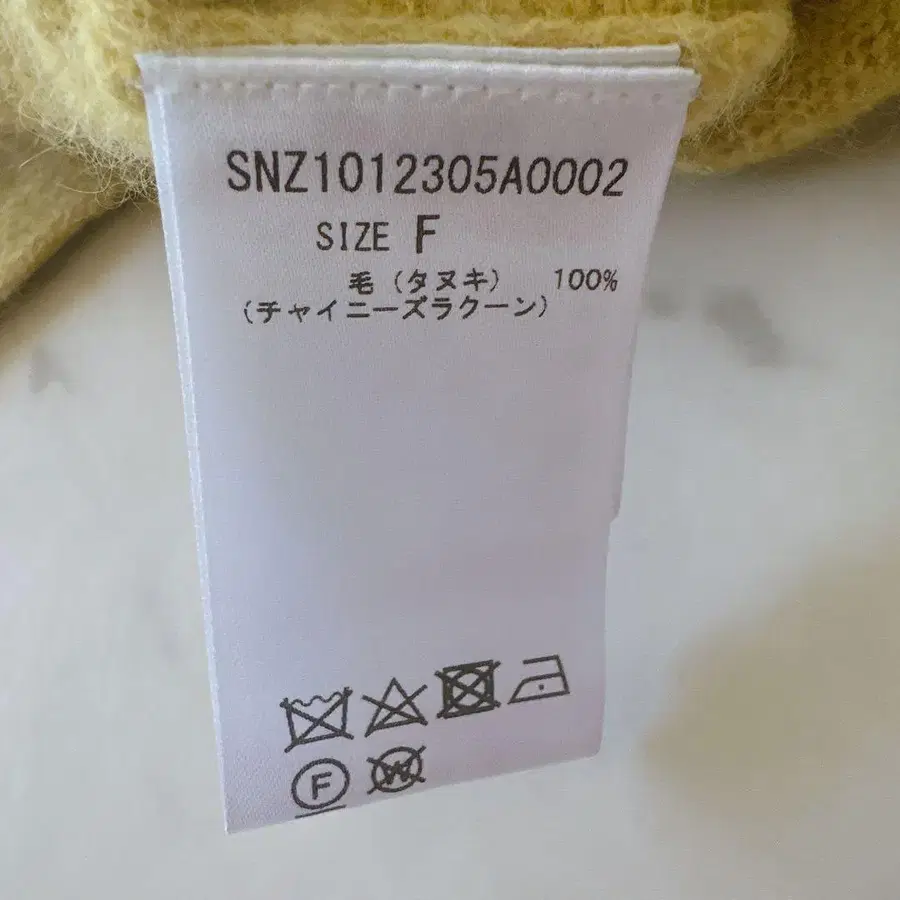 SNZ1012305A0002
SIZE F
毛（タヌキ） 100%
（チャイニーズラクーン）
F
W